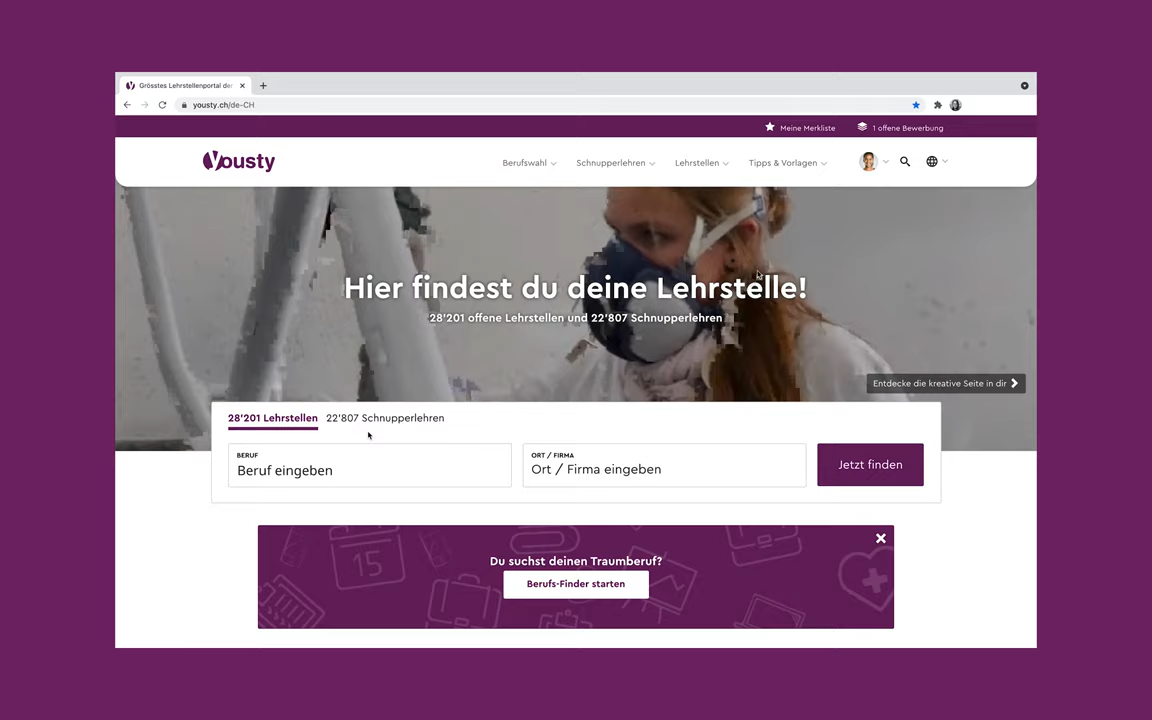 Grösstes Lehrstellenportal der
yousty.ch/de-CH
Meine Merkliste
1 offene Bewerbung
Yousty
Berufswahl
Schnupperlehren
Lehrstellen
Tipps & Vorlagen
Hier findest du deine Lehrstelle!
28'201 offene Lehrstellen und 22'807 Schnupperlehren
Entdecke die kreative Seite in dir
28'201 Lehrstellen
22'807 Schnupperlehren
BERUF
Beruf eingeben
ORT / FIRMA
Ort / Firma eingeben
Jetzt finden
15
Du suchst deinen Traumberuf?
Berufs-Finder starten